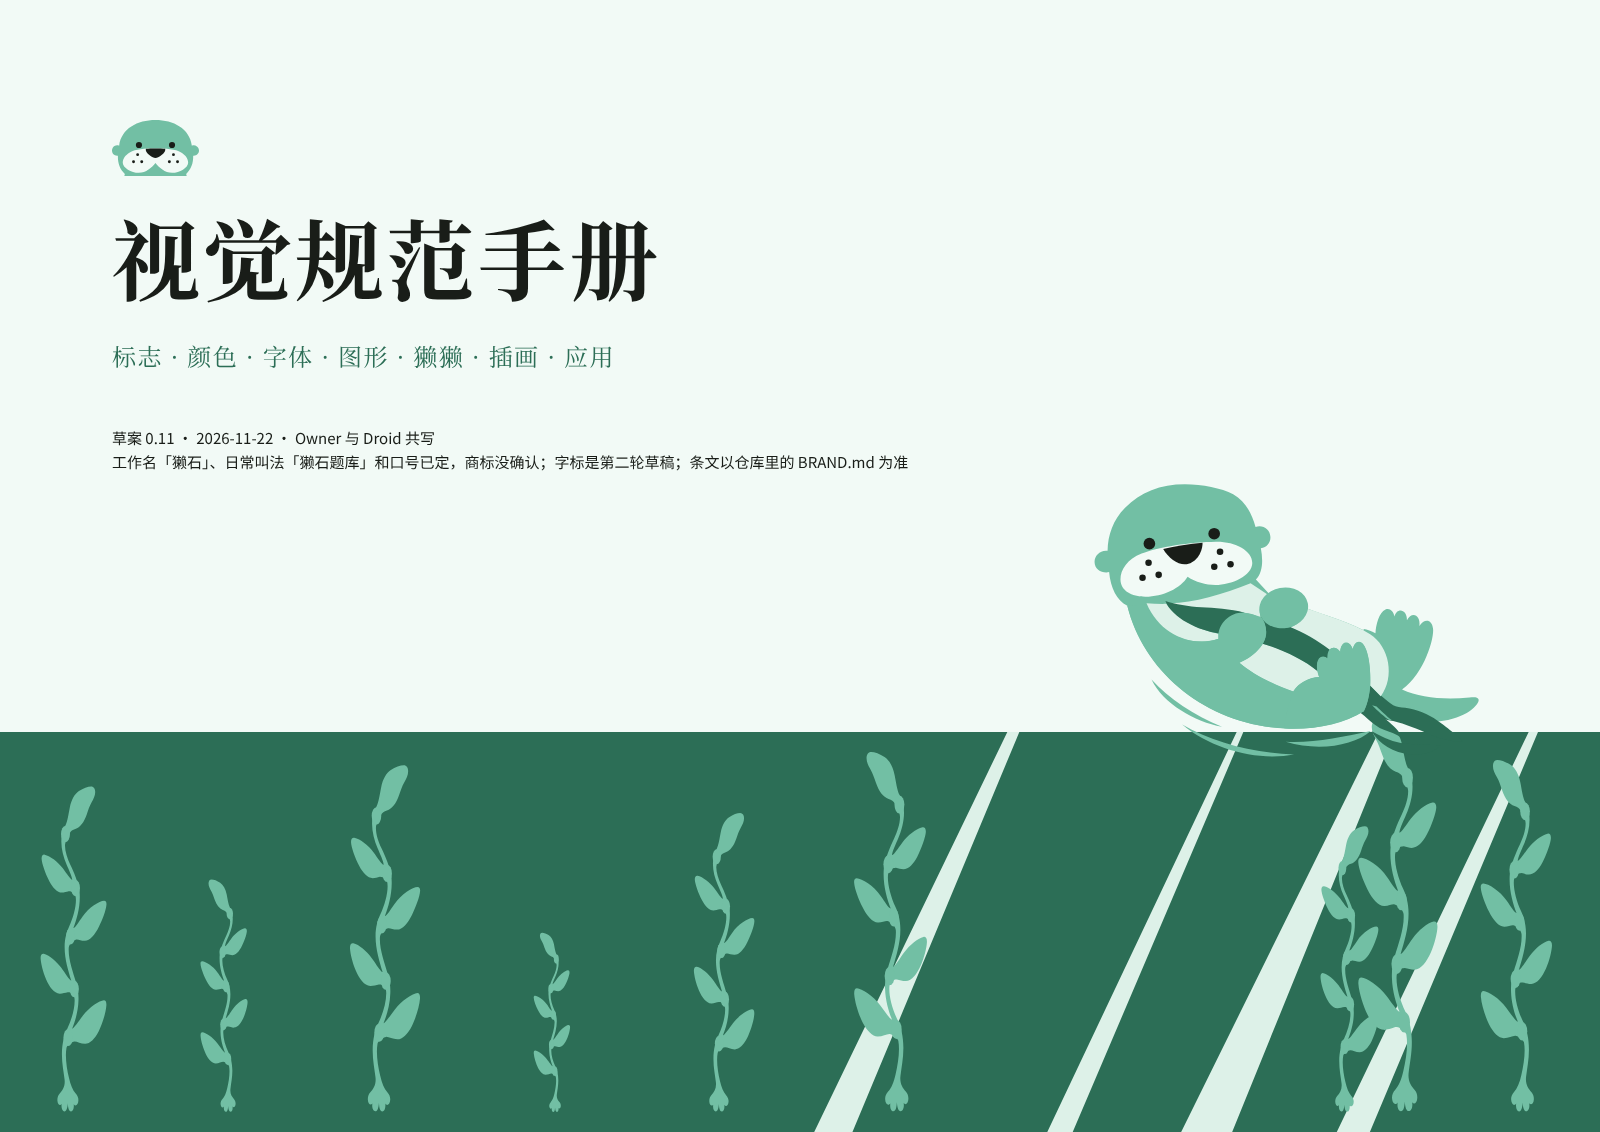 视觉规范手册
标志 · 颜色 · 字体 · 图形 · 獭獭 · 插画 · 应用
草案 0.11 · 2026-11-22 · Owner 与 Droid 共写
工作名「獭石」、日常叫法「獭石题库」和口号已定，商标没确认；字标是第二轮草稿；条文以仓库里的 BRAND.md 为准